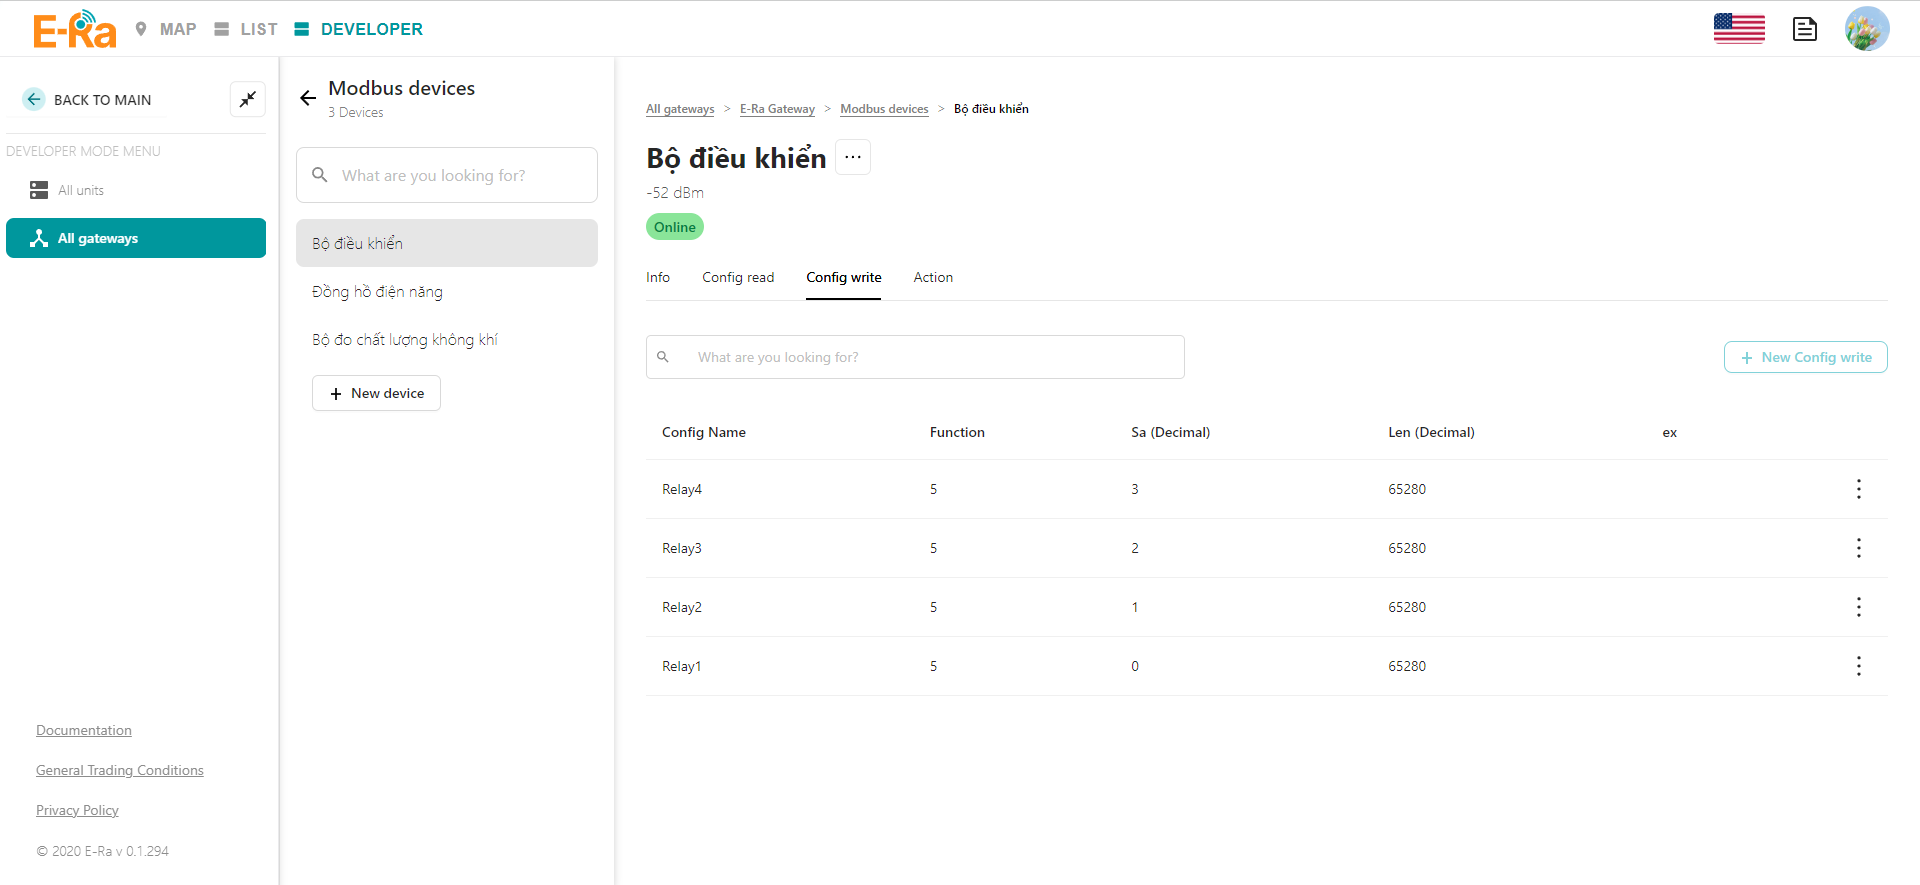 E-Ra MAP LIST DEVELOPER
BACK TO MAIN
DEVELOPER MODE MENU
All units
All gateways
Documentation
General Trading Conditions
Privacy Policy
© 2020 E-Ra v 0.1.294
Modbus devices
3 Devices
What are you looking for?
Bộ điều khiển
Đồng hồ điện năng
Bộ đo chất lượng không khí
+ New device
All gateways > E-Ra Gateway > Modbus devices > Bộ điều khiển
Bộ điều khiển ...
-52 dBm
Online
Info Config read Config write Action
What are you looking for?
+ New Config write
Config Name Function Sa (Decimal) Len (Decimal) ex
Relay4 5 3 65280
Relay3 5 2 65280
Relay2 5 1 65280
Relay1 5 0 65280